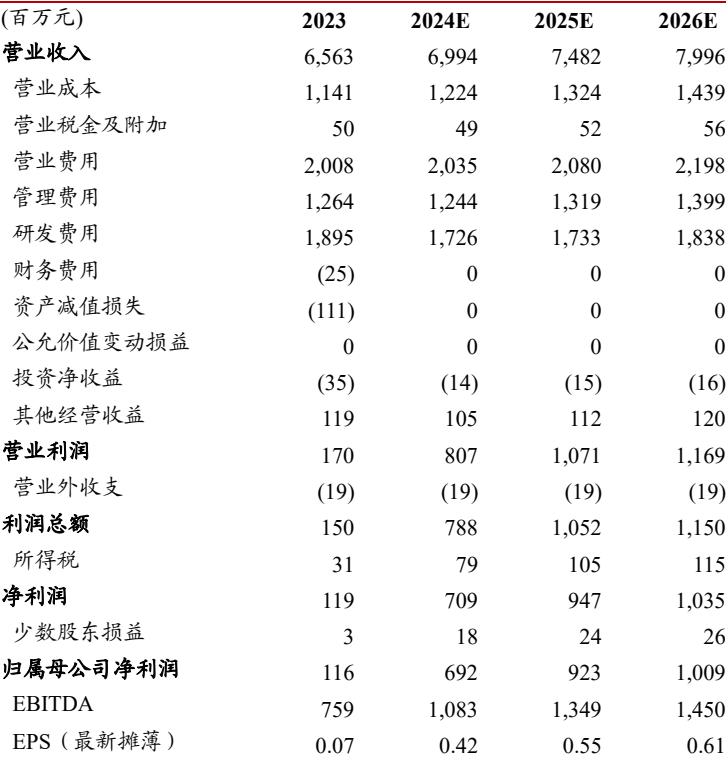 (百万元) 2023 2024E 2025E 2026E
营业收入 6,563 6,994 7,482 7,996
营业成本 1,141 1,224 1,324 1,439
营业税金及附加 50 49 52 56
营业费用 2,008 2,035 2,080 2,198
管理费用 1,264 1,244 1,319 1,399
研发费用 1,895 1,726 1,733 1,838
财务费用 (25) 0 0 0
资产减值损失 (111) 0 0 0
公允价值变动损益 0 0 0 0
投资净收益 (35) (14) (15) (16)
其他经营收益 119 105 112 120
营业利润 170 807 1,071 1,169
营业外收支 (19) (19) (19) (19)
利润总额 150 788 1,052 1,150
所得税 31 79 105 115
净利润 119 709 947 1,035
少数股东损益 3 18 24 26
归属母公司净利润 116 692 923 1,009
EBITDA 759 1,083 1,349 1,450
EPS（最新摊薄） 0.07 0.42 0.55 0.61